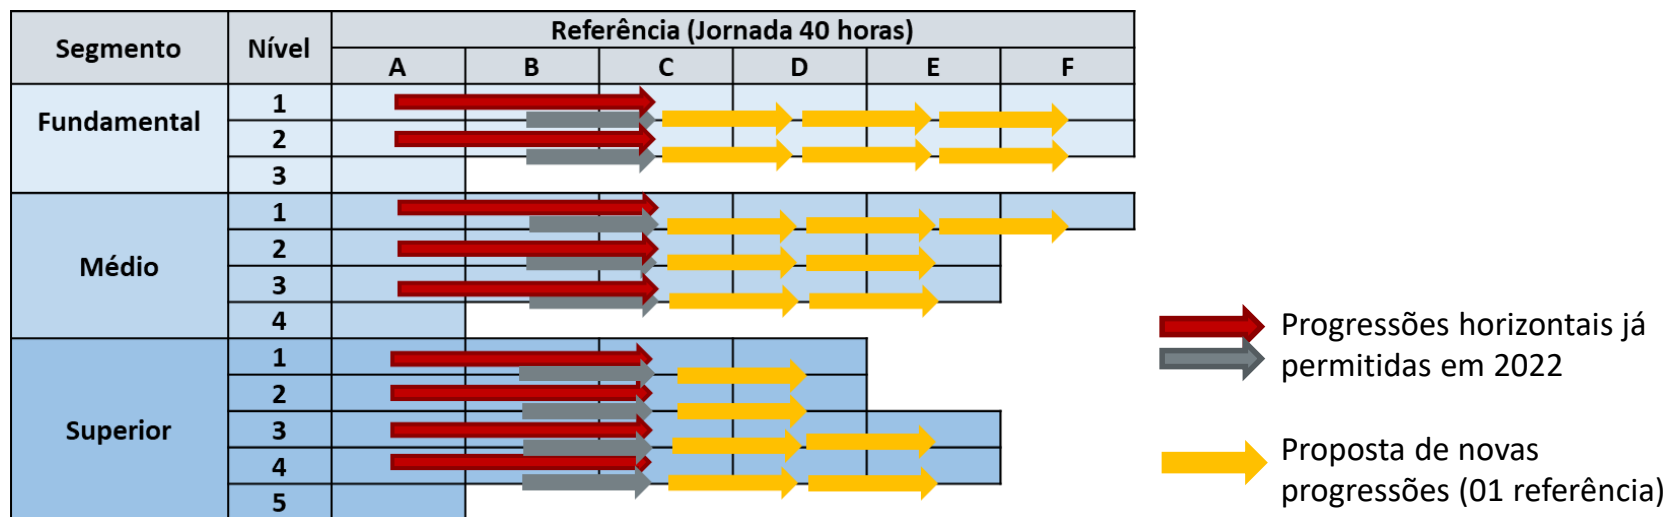 Segmento Nível Referência (Jornada 40 horas)
A B C D E F
Fundamental
1
2
3
Médio
1
2
3
4
Superior
1
2
3
4
5
Progressões horizontais já
permitidas em 2022
Proposta de novas
progressões (01 referência)